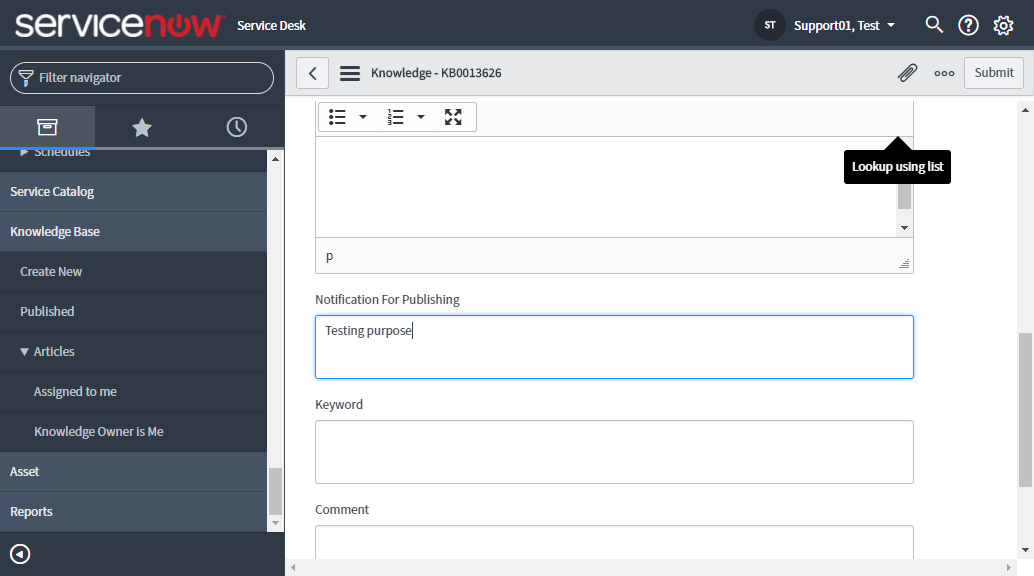 servicenow Service Desk
ST Support01, Test
Filter navigator
Knowledge - KB0013626
Submit
Schedules
Service Catalog
Knowledge Base
Create New
Published
Articles
Assigned to me
Knowledge Owner is Me
Asset
Reports
Lookup using list
p
Notification For Publishing
Testing purpose
Keyword
Comment